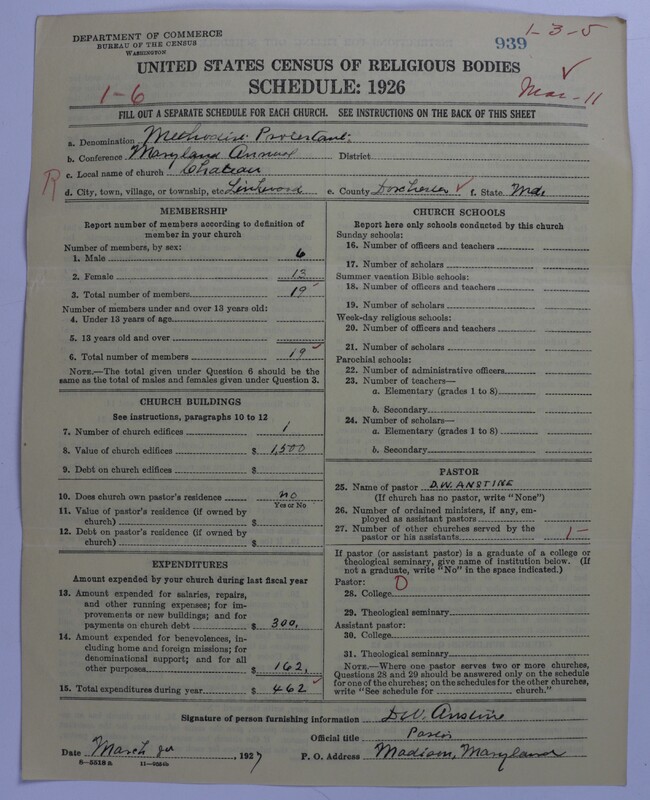 DEPARTMENT OF COMMERCE
BUREAU OF THE CENSUS
WASHINGTON
939
1-3-5
UNITED STATES CENSUS OF RELIGIOUS BODIES
SCHEDULE: 1926
1-6
Mar-11
FILL OUT A SEPARATE SCHEDULE FOR EACH CHURCH. SEE INSTRUCTIONS ON THE BACK OF THIS SHEET
a. Denomination Methodist Protestant
b. Conference Maryland Annual District
R c. Local name of church Chateau
d. City, town, village, or township, etc Linkwood e. County Dorchester f. State Md.
MEMBERSHIP
Report number of members according to definition of
member in your church
Number of members, by sex:
1. Male 6
2. Female 13
3. Total number of members 19
Number of members under and over 13 years old:
4. Under 13 years of age
5. 13 years old and over
6. Total number of members 19
NOTE.—The total given under Question 6 should be the
same as the total of males and females given under Question 3.
CHURCH BUILDINGS
See instructions, paragraphs 10 to 12
7. Number of church edifices 1
8. Value of church edifices $ 1,500
9. Debt on church edifices $
10. Does church own pastor's residence no
Yes or No
11. Value of pastor's residence (if owned by
church) $
12. Debt on pastor's residence (if owned by
church) $
EXPENDITURES
Amount expended by your church during last fiscal year
13. Amount expended for salaries, repairs,
and other running expenses; for im-
provements or new buildings; and for
payments on church debt $ 300.
14. Amount expended for benevolences, in-
cluding home and foreign missions; for
denominational support; and for all
other purposes $ 162.
15. Total expenditures during year $ 462
CHURCH SCHOOLS
Report here only schools conducted by this church
Sunday schools:
16. Number of officers and teachers
17. Number of scholars
Summer vacation Bible schools:
18. Number of officers and teachers
19. Number of scholars
Week-day religious schools:
20. Number of officers and teachers
21. Number of scholars
Parochial schools:
22. Number of administrative officers
23. Number of teachers—
a. Elementary (grades 1 to 8)
b. Secondary
24. Number of scholars—
a. Elementary (grades 1 to 8)
b. Secondary
PASTOR
25. Name of pastor D.W. ANSTINE
(If church has no pastor, write "None")
26. Number of ordained ministers, if any, em-
ployed as assistant pastors
27. Number of other churches served by the
pastor or his assistants 1-
If pastor (or assistant pastor) is a graduate of a college or
theological seminary, give name of institution below. (If
not a graduate, write "No" in the space indicated.)
Pastor: 0
28. College
29. Theological seminary
Assistant pastor:
30. College
31. Theological seminary
NOTE.—Where one pastor serves two or more churches,
Questions 28 and 29 should be answered only on the schedule
for one of the churches; on the schedules for the other churches,
write "See schedule for church."
Signature of person furnishing information D.W. Anstine
Official title Pastor
Date March, 1927 P. O. Address Madison, Maryland
8-5518 a